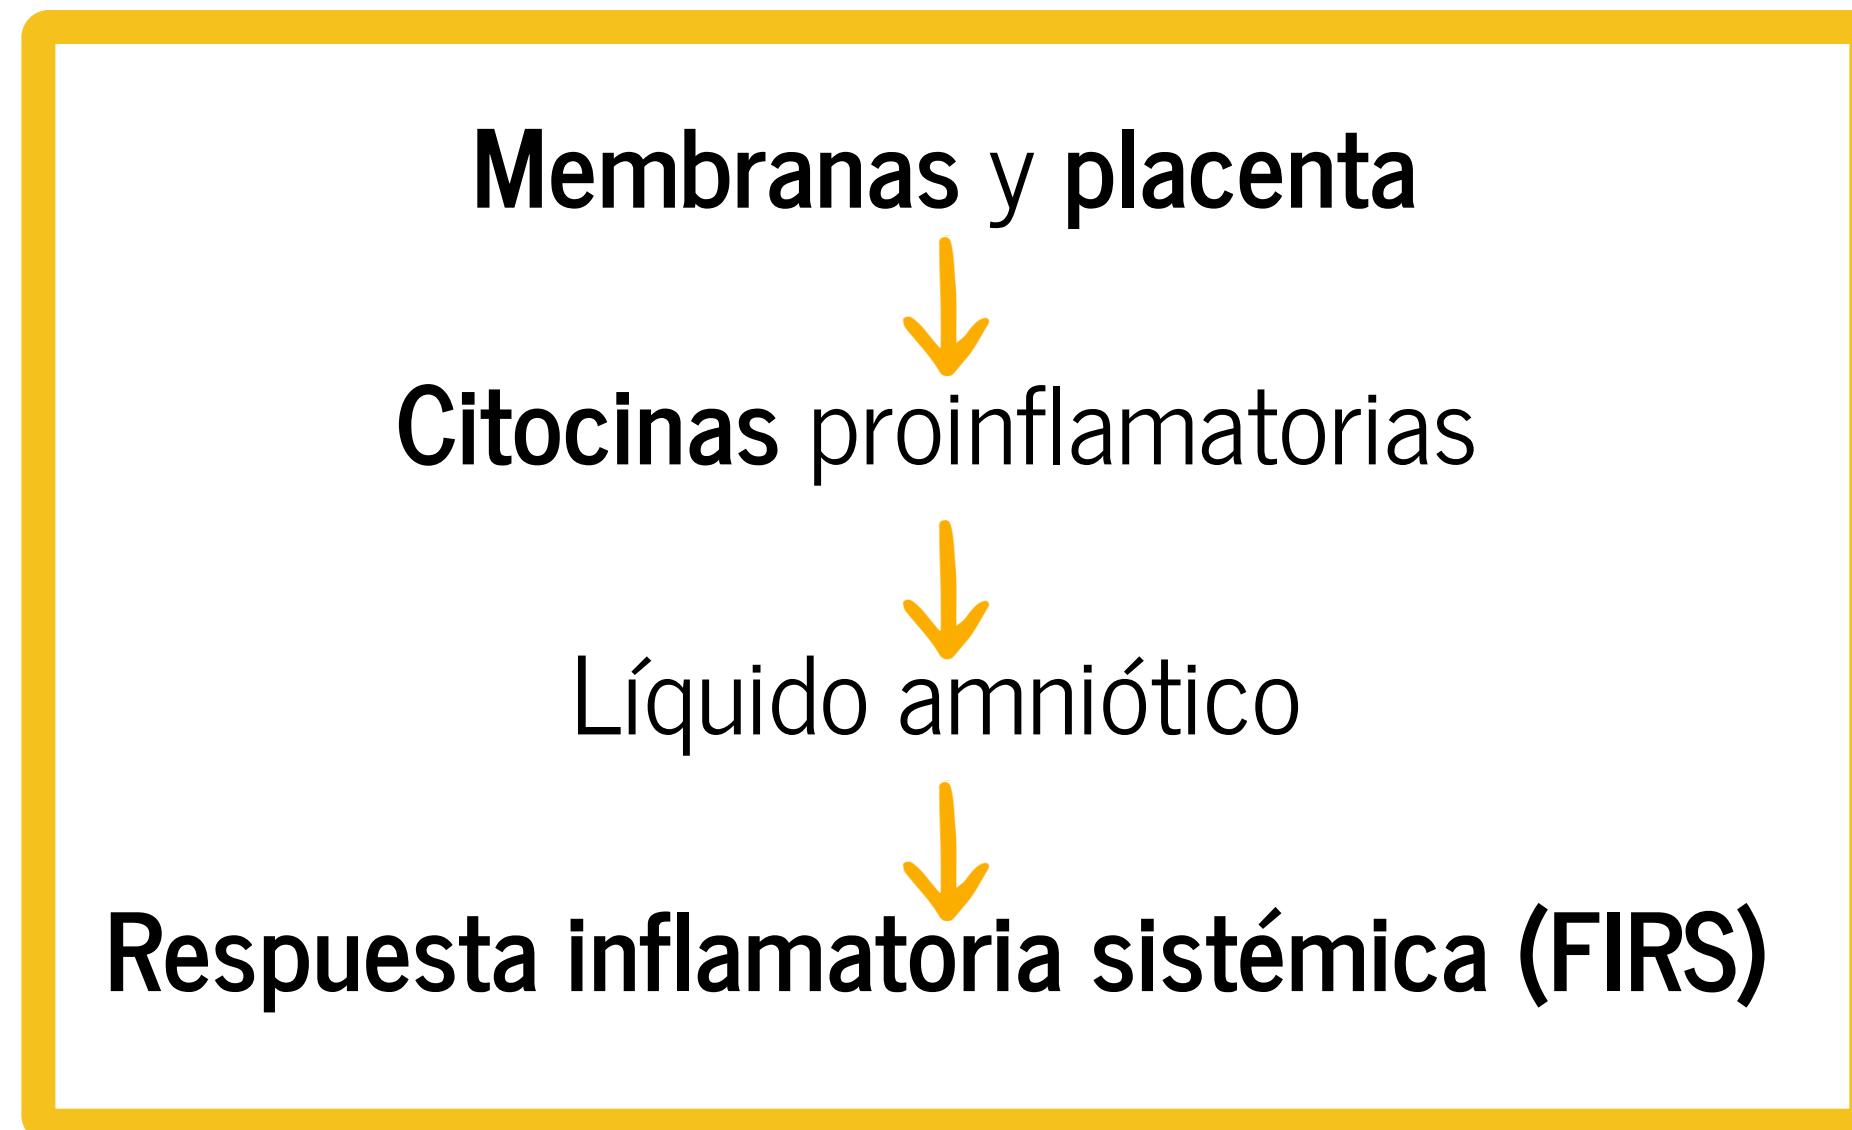 Membranas y placenta
Citocinas proinflamatorias
Líquido amniótico
Respuesta inflamatoria sistémica (FIRS)